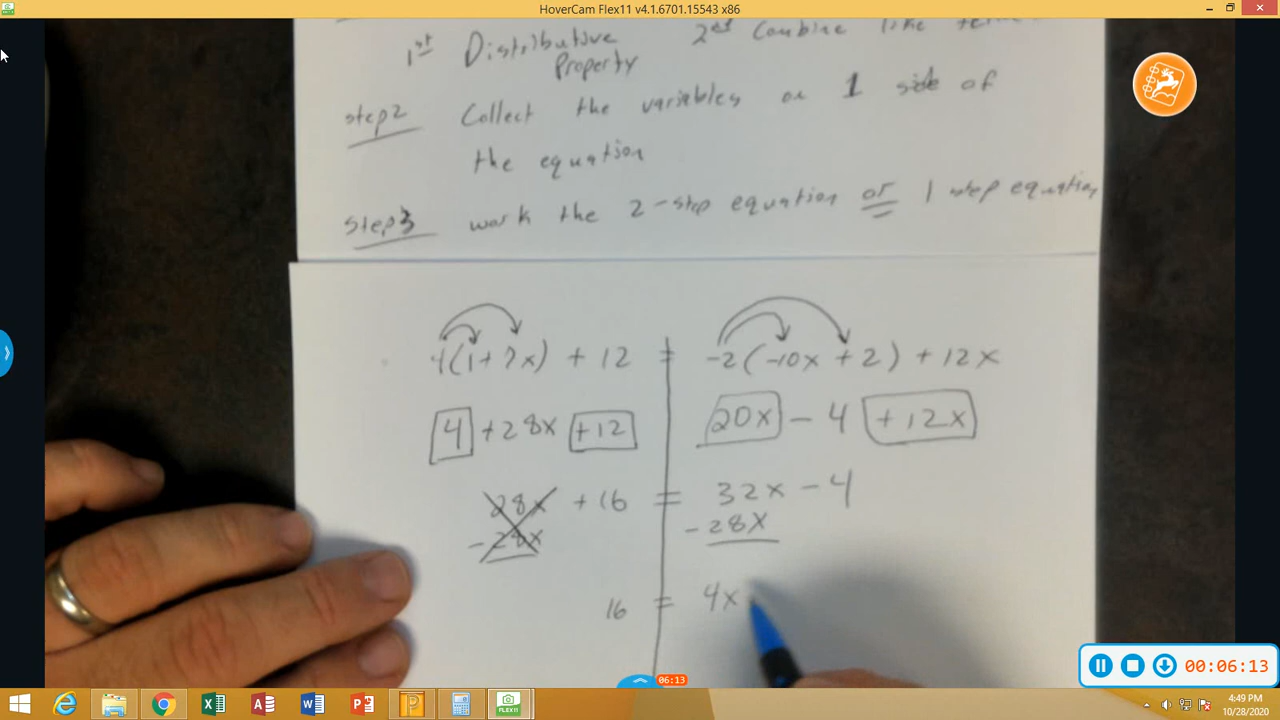 HoverCam Flex11 v4.1.6701.15543 x86
1st Distributive Property 2nd Combine like
step2 Collect the variables on 1 side of
the equation
step3 work the 2-step equation or 1 step equation
4(1+7x) + 12 = -2(-10x + 2) + 12x
4 + 28x + 12 20x - 4 + 12x
28x + 16 = 32x - 4
- 28x - 28x
16 = 4x
00:06:13
06:13
FLEX11
4:49 PM
10/28/2020